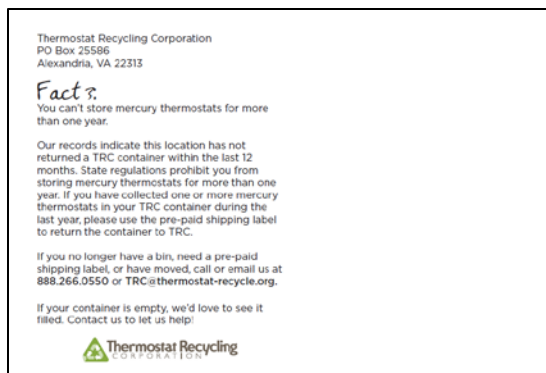 Thermostat Recycling Corporation
PO Box 25586
Alexandria, VA 22313
Fact 3:
You can't store mercury thermostats for more
than one year.
Our records indicate this location has not
returned a TRC container within the last 12
months. State regulations prohibit you from
storing mercury thermostats for more than one
year. If you have collected one or more mercury
thermostats in your TRC container during the
last year, please use the pre-paid shipping label
to return the container to TRC.
If you no longer have a bin, need a pre-paid
shipping label, or have moved, call or email us at
888.266.0550 or TRC@thermostat-recycle.org.
If your container is empty, we'd love to see it
filled. Contact us to let us help!
Thermostat Recycling
CORPORATION